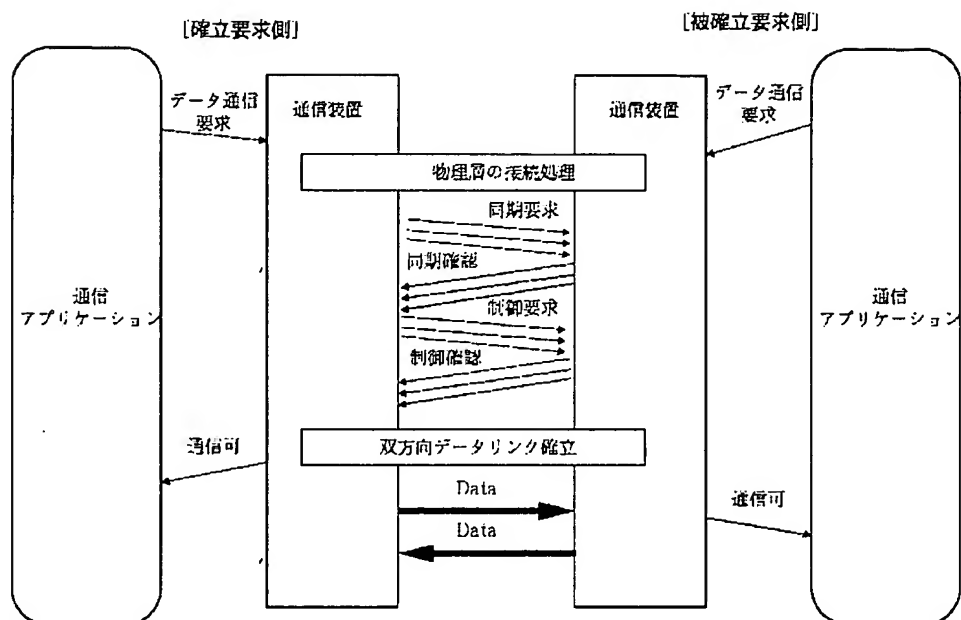 [確立要求側]
[被確立要求側]
データ通信
要求
通信装置
通信装置
データ通信
要求
物理層の接続処理
同期要求
同期確認
制御要求
制御確認
通信
アプリケーション
通信
アプリケーション
双方向データリンク確立
通信可
Data
通信可
Data